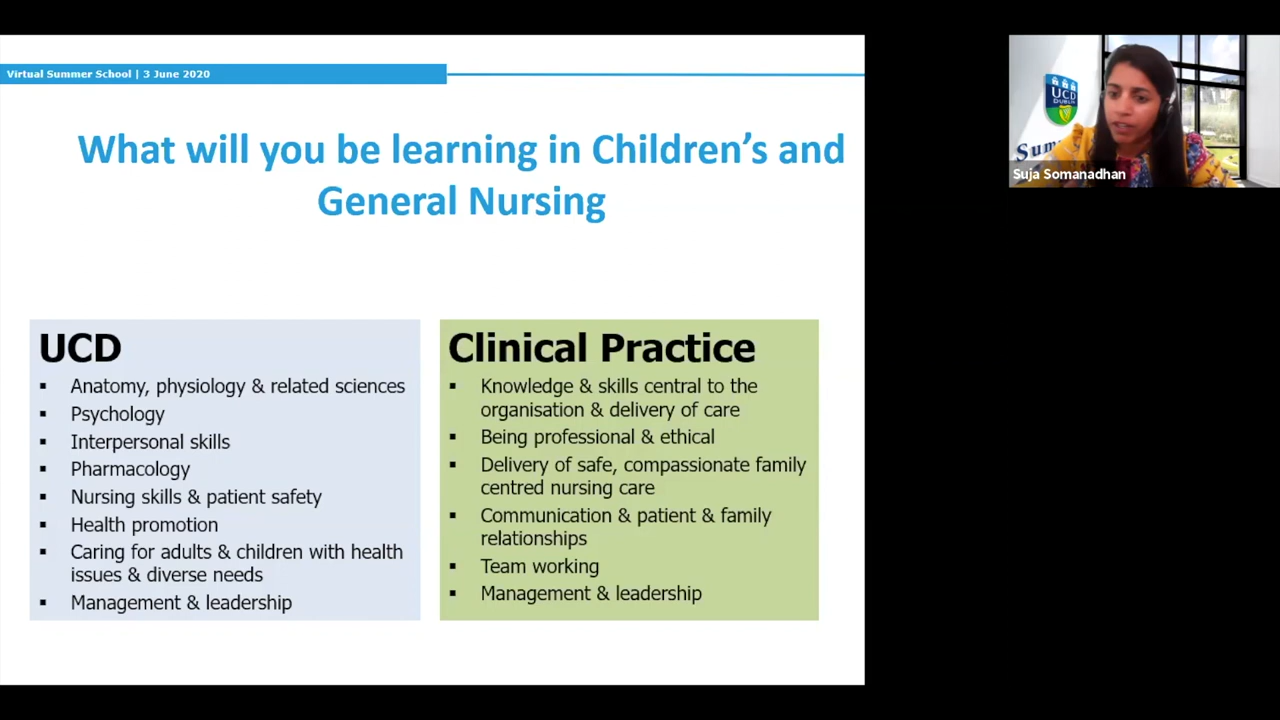 Virtual Summer School | 3 June 2020
What will you be learning in Children's and
General Nursing
UCD
▪ Anatomy, physiology & related sciences
▪ Psychology
▪ Interpersonal skills
▪ Pharmacology
▪ Nursing skills & patient safety
▪ Health promotion
▪ Caring for adults & children with health
issues & diverse needs
▪ Management & leadership
Clinical Practice
▪ Knowledge & skills central to the
organisation & delivery of care
▪ Being professional & ethical
▪ Delivery of safe, compassionate family
centred nursing care
▪ Communication & patient & family
relationships
▪ Team working
▪ Management & leadership
UCD
DUBLIN
Suja Somanadhan